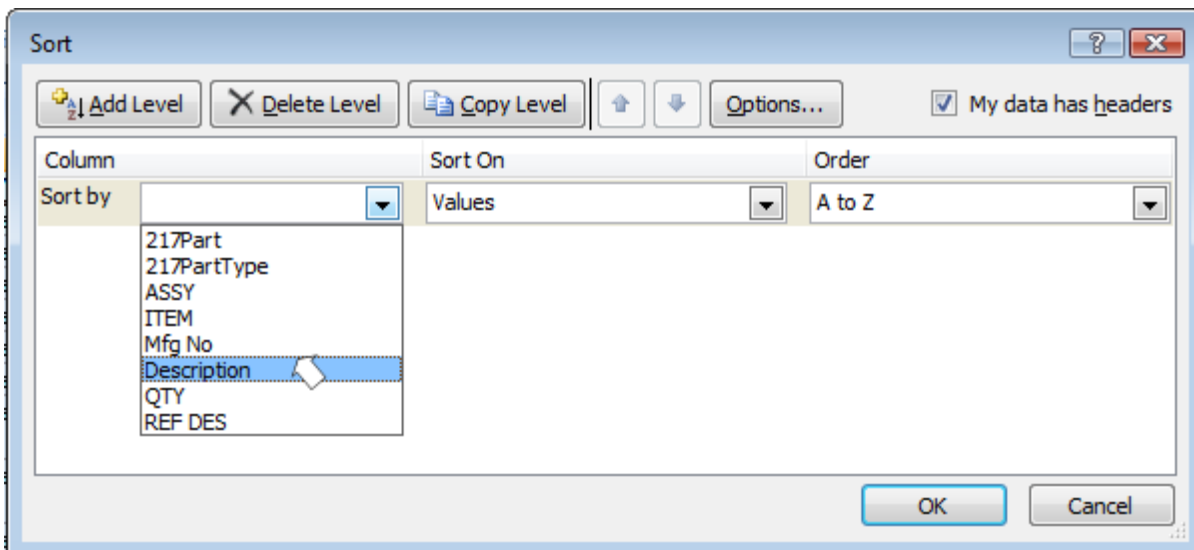 Sort
Add Level Delete Level Copy Level Options... My data has headers
Column Sort On Order
Sort by Values A to Z
217Part
217PartType
ASSY
ITEM
Mfg No
Description
QTY
REF DES
OK Cancel